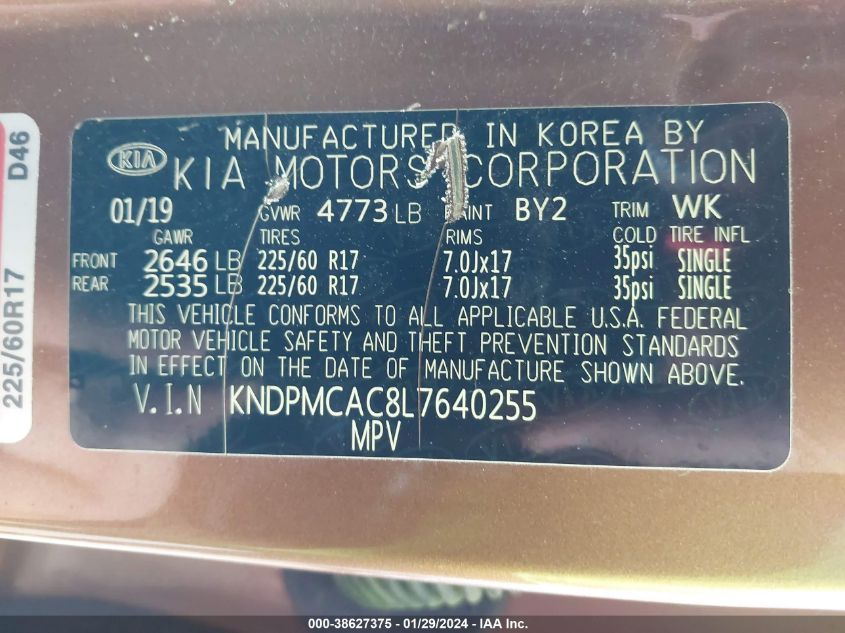 D46
225/60R17
KIA
MANUFACTURED IN KOREA BY
KIA MOTORS CORPORATION
01/19 GVWR 4773 LB PAINT BY2 TRIM WK
GAWR TIRES RIMS COLD TIRE INFL
FRONT 2646 LB 225/60 R17 7.0Jx17 35psi SINGLE
REAR 2535 LB 225/60 R17 7.0Jx17 35psi SINGLE
THIS VEHICLE CONFORMS TO ALL APPLICABLE U.S.A. FEDERAL
MOTOR VEHICLE SAFETY AND THEFT PREVENTION STANDARDS
IN EFFECT ON THE DATE OF MANUFACTURE SHOWN ABOVE.
V.I.N KNDPMCAC8L7640255
MPV
000-38627375 — 01/29/2024 — IAA Inc.